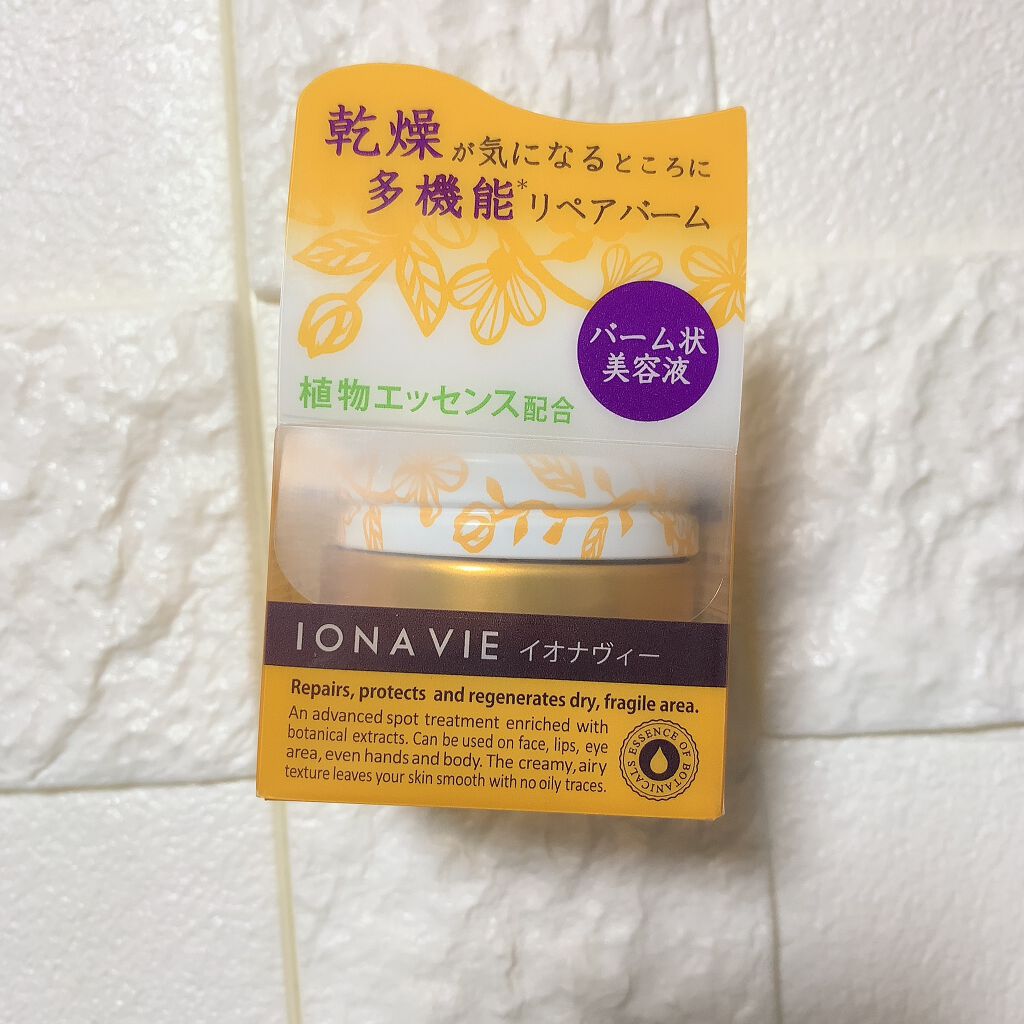 乾燥が気になるところに
多機能*リペアバーム
バーム状
美容液
植物エッセンス配合
IONA VIE イオナヴィー
Repairs, protects and regenerates dry, fragile area.
An advanced spot treatment enriched with
botanical extracts. Can be used on face, lips, eye
area, even hands and body. The creamy, airy
texture leaves your skin smooth with no oily traces.
ESSENCE OF BOTANICALS